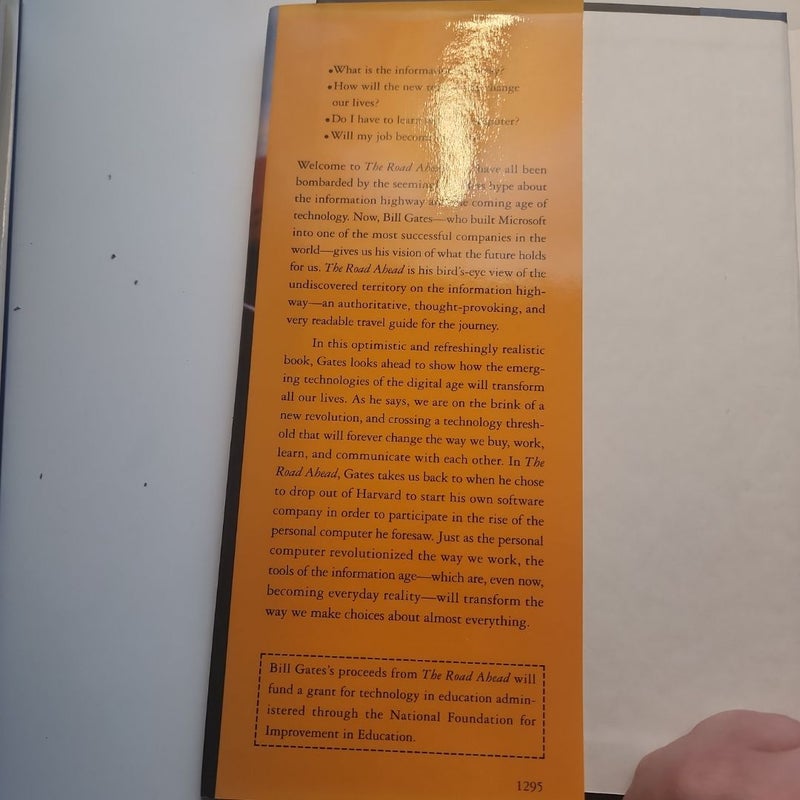 •What is the information
•How will the new change
our lives?
•Do I have to learn computer?
•Will my job become
Welcome to The Road Ahead have all been
bombarded by the seemingly hype about
the information highway and the coming age of
technology. Now, Bill Gates—who built Microsoft
into one of the most successful companies in the
world—gives us his vision of what the future holds
for us. The Road Ahead is his bird's-eye view of the
undiscovered territory on the information high-
way—an authoritative, thought-provoking, and
very readable travel guide for the journey.
In this optimistic and refreshingly realistic
book, Gates looks ahead to show how the emerg-
ing technologies of the digital age will transform
all our lives. As he says, we are on the brink of a
new revolution, and crossing a technology thresh-
old that will forever change the way we buy, work,
learn, and communicate with each other. In The
Road Ahead, Gates takes us back to when he chose
to drop out of Harvard to start his own software
company in order to participate in the rise of the
personal computer he foresaw. Just as the personal
computer revolutionized the way we work, the
tools of the information age—which are, even now,
becoming everyday reality—will transform the
way we make choices about almost everything.
Bill Gates's proceeds from The Road Ahead will
fund a grant for technology in education admin-
istered through the National Foundation for
Improvement in Education.
1295